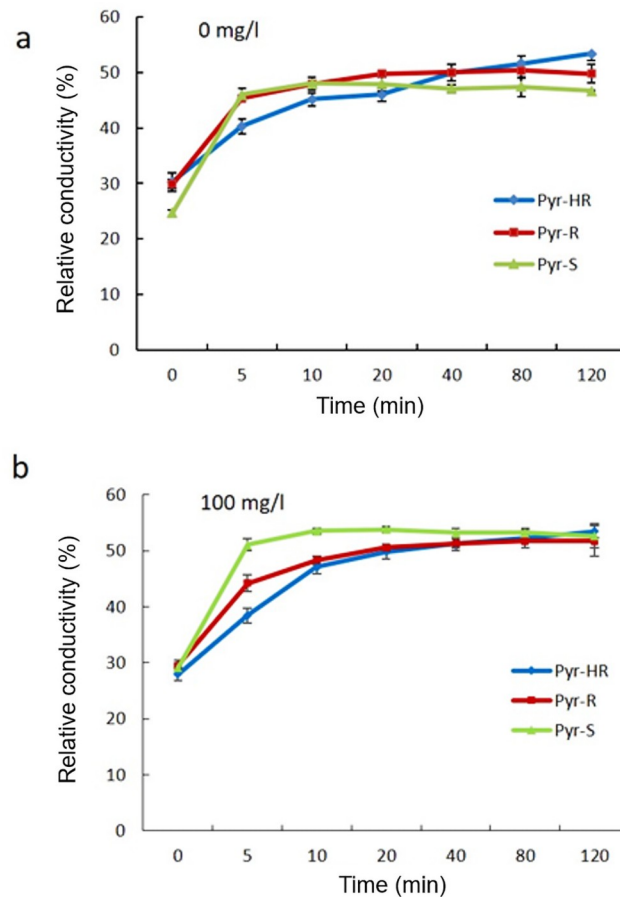 a
0 mg/l
Relative conductivity (%)
60
50
40
30
20
10
0
Pyr-HR
Pyr-R
Pyr-S
0 5 10 20 40 80 120
Time (min)
b
100 mg/l
Relative conductivity (%)
60
50
40
30
20
10
0
Pyr-HR
Pyr-R
Pyr-S
0 5 10 20 40 80 120
Time (min)